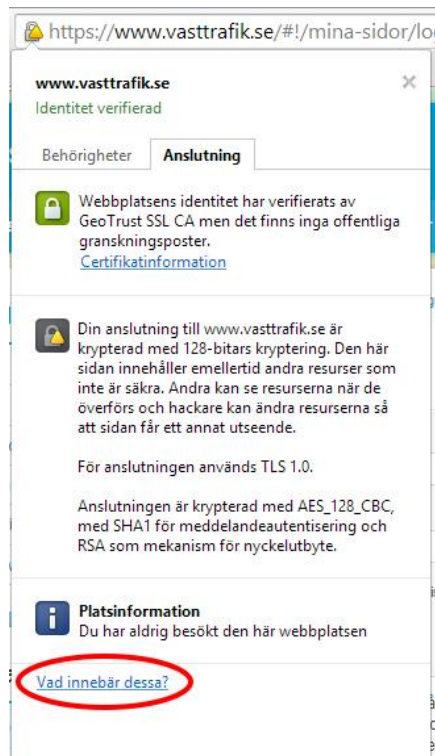 https://www.vasttrafik.se/#!/mina-sidor/lo
www.vasttrafik.se
Identitet verifierad
Behörigheter Anslutning
Webbplatsens identitet har verifierats av
GeoTrust SSL CA men det finns inga offentliga
granskningsposter.
Certifikatinformation
Din anslutning till www.vasttrafik.se är
krypterad med 128-bitars kryptering. Den här
sidan innehåller emellertid andra resurser som
inte är säkra. Andra kan se resurserna när de
överförs och hackare kan ändra resurserna så
att sidan får ett annat utseende.
För anslutningen används TLS 1.0.
Anslutningen är krypterad med AES_128_CBC,
med SHA1 för meddelandeautentisering och
RSA som mekanism för nyckelutbyte.
Platsinformation
Du har aldrig besökt den här webbplatsen
Vad innebär dessa?